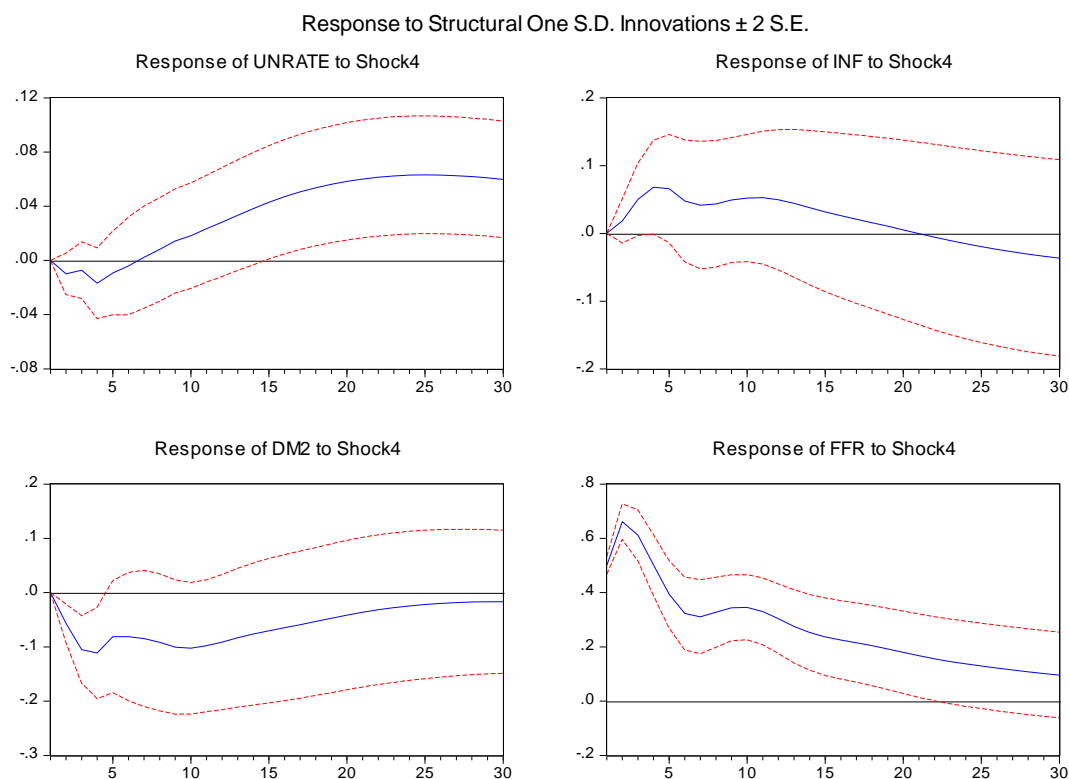 Response to Structural One S.D. Innovations ± 2 S.E.
Response of UNRATE to Shock4
.12
.08
.04
.00
-.04
-.08
5 10 15 20 25 30
Response of INF to Shock4
.2
.1
.0
-.1
-.2
5 10 15 20 25 30
Response of DM2 to Shock4
.2
.1
.0
-.1
-.2
-.3
5 10 15 20 25 30
Response of FFR to Shock4
.8
.6
.4
.2
.0
-.2
5 10 15 20 25 30